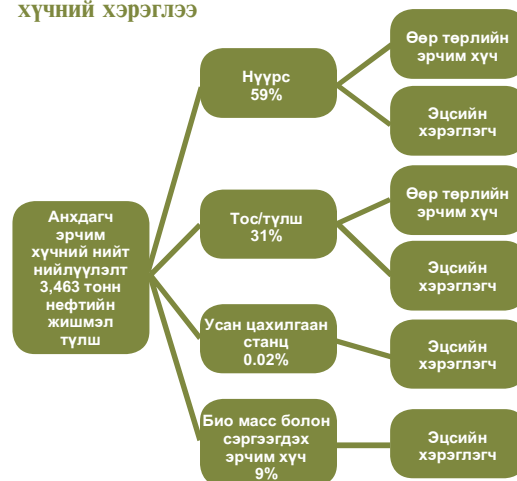 хүчний хэрэглээ
Анхдагч
эрчим
хүчний нийт
нийлүүлэлт
3,463 тонн
нефтийн
жишмэл
түлш
Нүүрс
59%
Өөр төрлийн
эрчим хүч
Эцсийн
хэрэглэгч
Тос/түлш
31%
Өөр төрлийн
эрчим хүч
Эцсийн
хэрэглэгч
Усан цахилгаан
станц
0.02%
Эцсийн
хэрэглэгч
Био масс болон
сэргээгдэх
эрчим хүч
9%
Эцсийн
хэрэглэгч